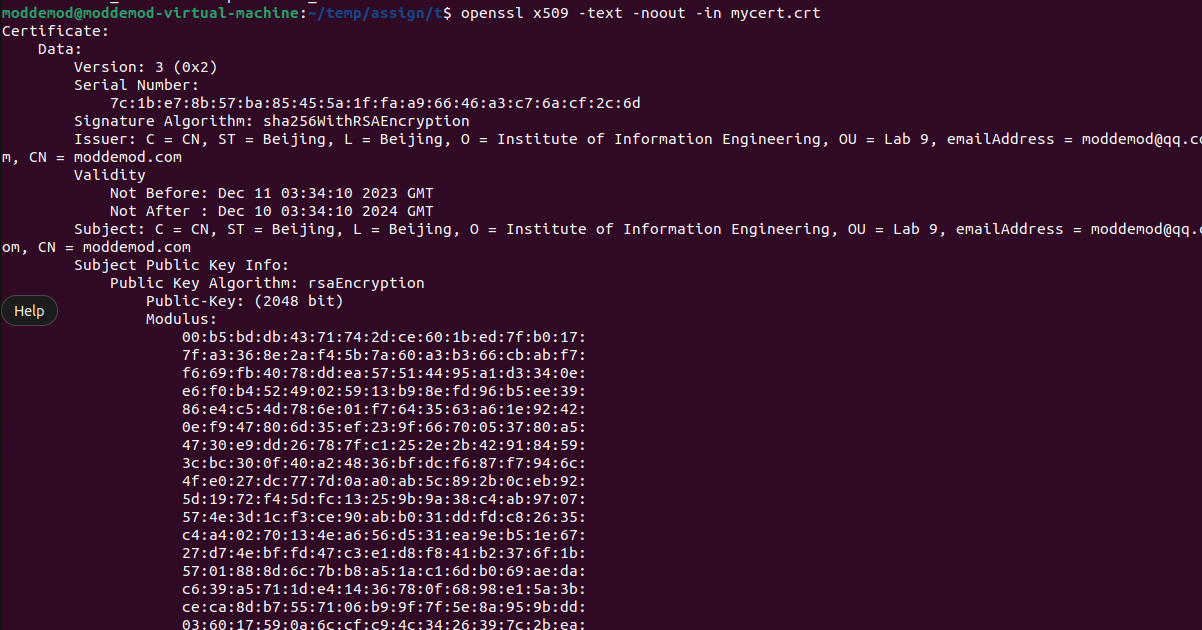 moddemod@moddemod-virtual-machine:~/temp/assign/t$ openssl x509 -text -noout -in mycert.crt
Certificate:
    Data:
        Version: 3 (0x2)
        Serial Number:
            7c:1b:e7:8b:57:ba:85:45:5a:1f:fa:a9:66:46:a3:c7:6a:cf:2c:6d
        Signature Algorithm: sha256WithRSAEncryption
        Issuer: C = CN, ST = Beijing, L = Beijing, O = Institute of Information Engineering, OU = Lab 9, emailAddress = moddemod@qq.co
m, CN = moddemod.com
        Validity
            Not Before: Dec 11 03:34:10 2023 GMT
            Not After : Dec 10 03:34:10 2024 GMT
        Subject: C = CN, ST = Beijing, L = Beijing, O = Institute of Information Engineering, OU = Lab 9, emailAddress = moddemod@qq.c
om, CN = moddemod.com
        Subject Public Key Info:
            Public Key Algorithm: rsaEncryption
                Public-Key: (2048 bit)
Help
                Modulus:
                    00:b5:bd:db:43:71:74:2d:ce:60:1b:ed:7f:b0:17:
                    7f:a3:36:8e:2a:f4:5b:7a:60:a3:b3:66:cb:ab:f7:
                    f6:69:fb:40:78:dd:ea:57:51:44:95:a1:d3:34:0e:
                    e6:f0:b4:52:49:02:59:13:b9:8e:fd:96:b5:ee:39:
                    86:e4:c5:4d:78:6e:01:f7:64:35:63:a6:1e:92:42:
                    0e:f9:47:80:6d:35:ef:23:9f:66:70:05:37:80:a5:
                    47:30:e9:dd:26:78:7f:c1:25:2e:2b:42:91:84:59:
                    3c:bc:30:0f:40:a2:48:36:bf:dc:f6:87:f7:94:6c:
                    4f:e0:27:dc:77:7d:0a:a0:ab:5c:89:2b:0c:eb:92:
                    5d:19:72:f4:5d:fc:13:25:9b:9a:38:c4:ab:97:07:
                    57:4e:3d:1c:f3:ce:90:ab:b0:31:dd:fd:c8:26:35:
                    c4:a4:02:70:13:4e:a6:56:d5:31:ea:9e:b5:1e:67:
                    27:d7:4e:bf:fd:47:c3:e1:d8:f8:41:b2:37:6f:1b:
                    57:01:88:8d:6c:7b:b8:a5:1a:c1:6d:b0:69:ae:da:
                    c6:39:a5:71:1d:e4:14:36:78:0f:68:98:e1:5a:3b:
                    ce:ca:8d:b7:55:71:06:b9:9f:7f:5e:8a:95:9b:dd:
                    03:60:17:59:0a:6c:cf:c9:4c:34:26:39:7c:2b:ea: